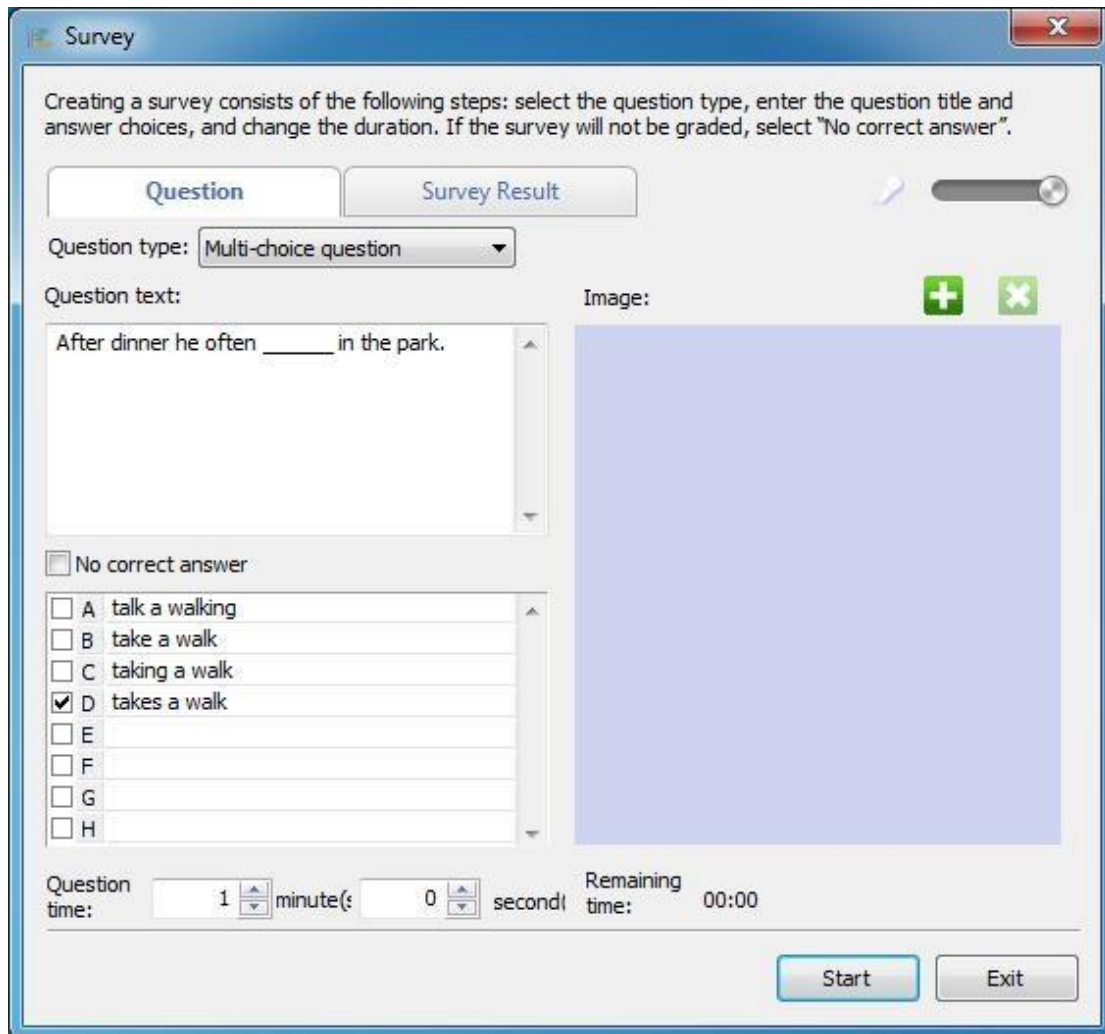 Survey
Creating a survey consists of the following steps: select the question type, enter the question title and
answer choices, and change the duration. If the survey will not be graded, select “No correct answer”.
Question Survey Result
Question type: Multi-choice question
Question text: Image:
After dinner he often ______ in the park.
No correct answer
A talk a walking
B take a walk
C taking a walk
D takes a walk
E
F
G
H
Question time: 1 minute(s 0 second( Remaining time: 00:00
Start Exit